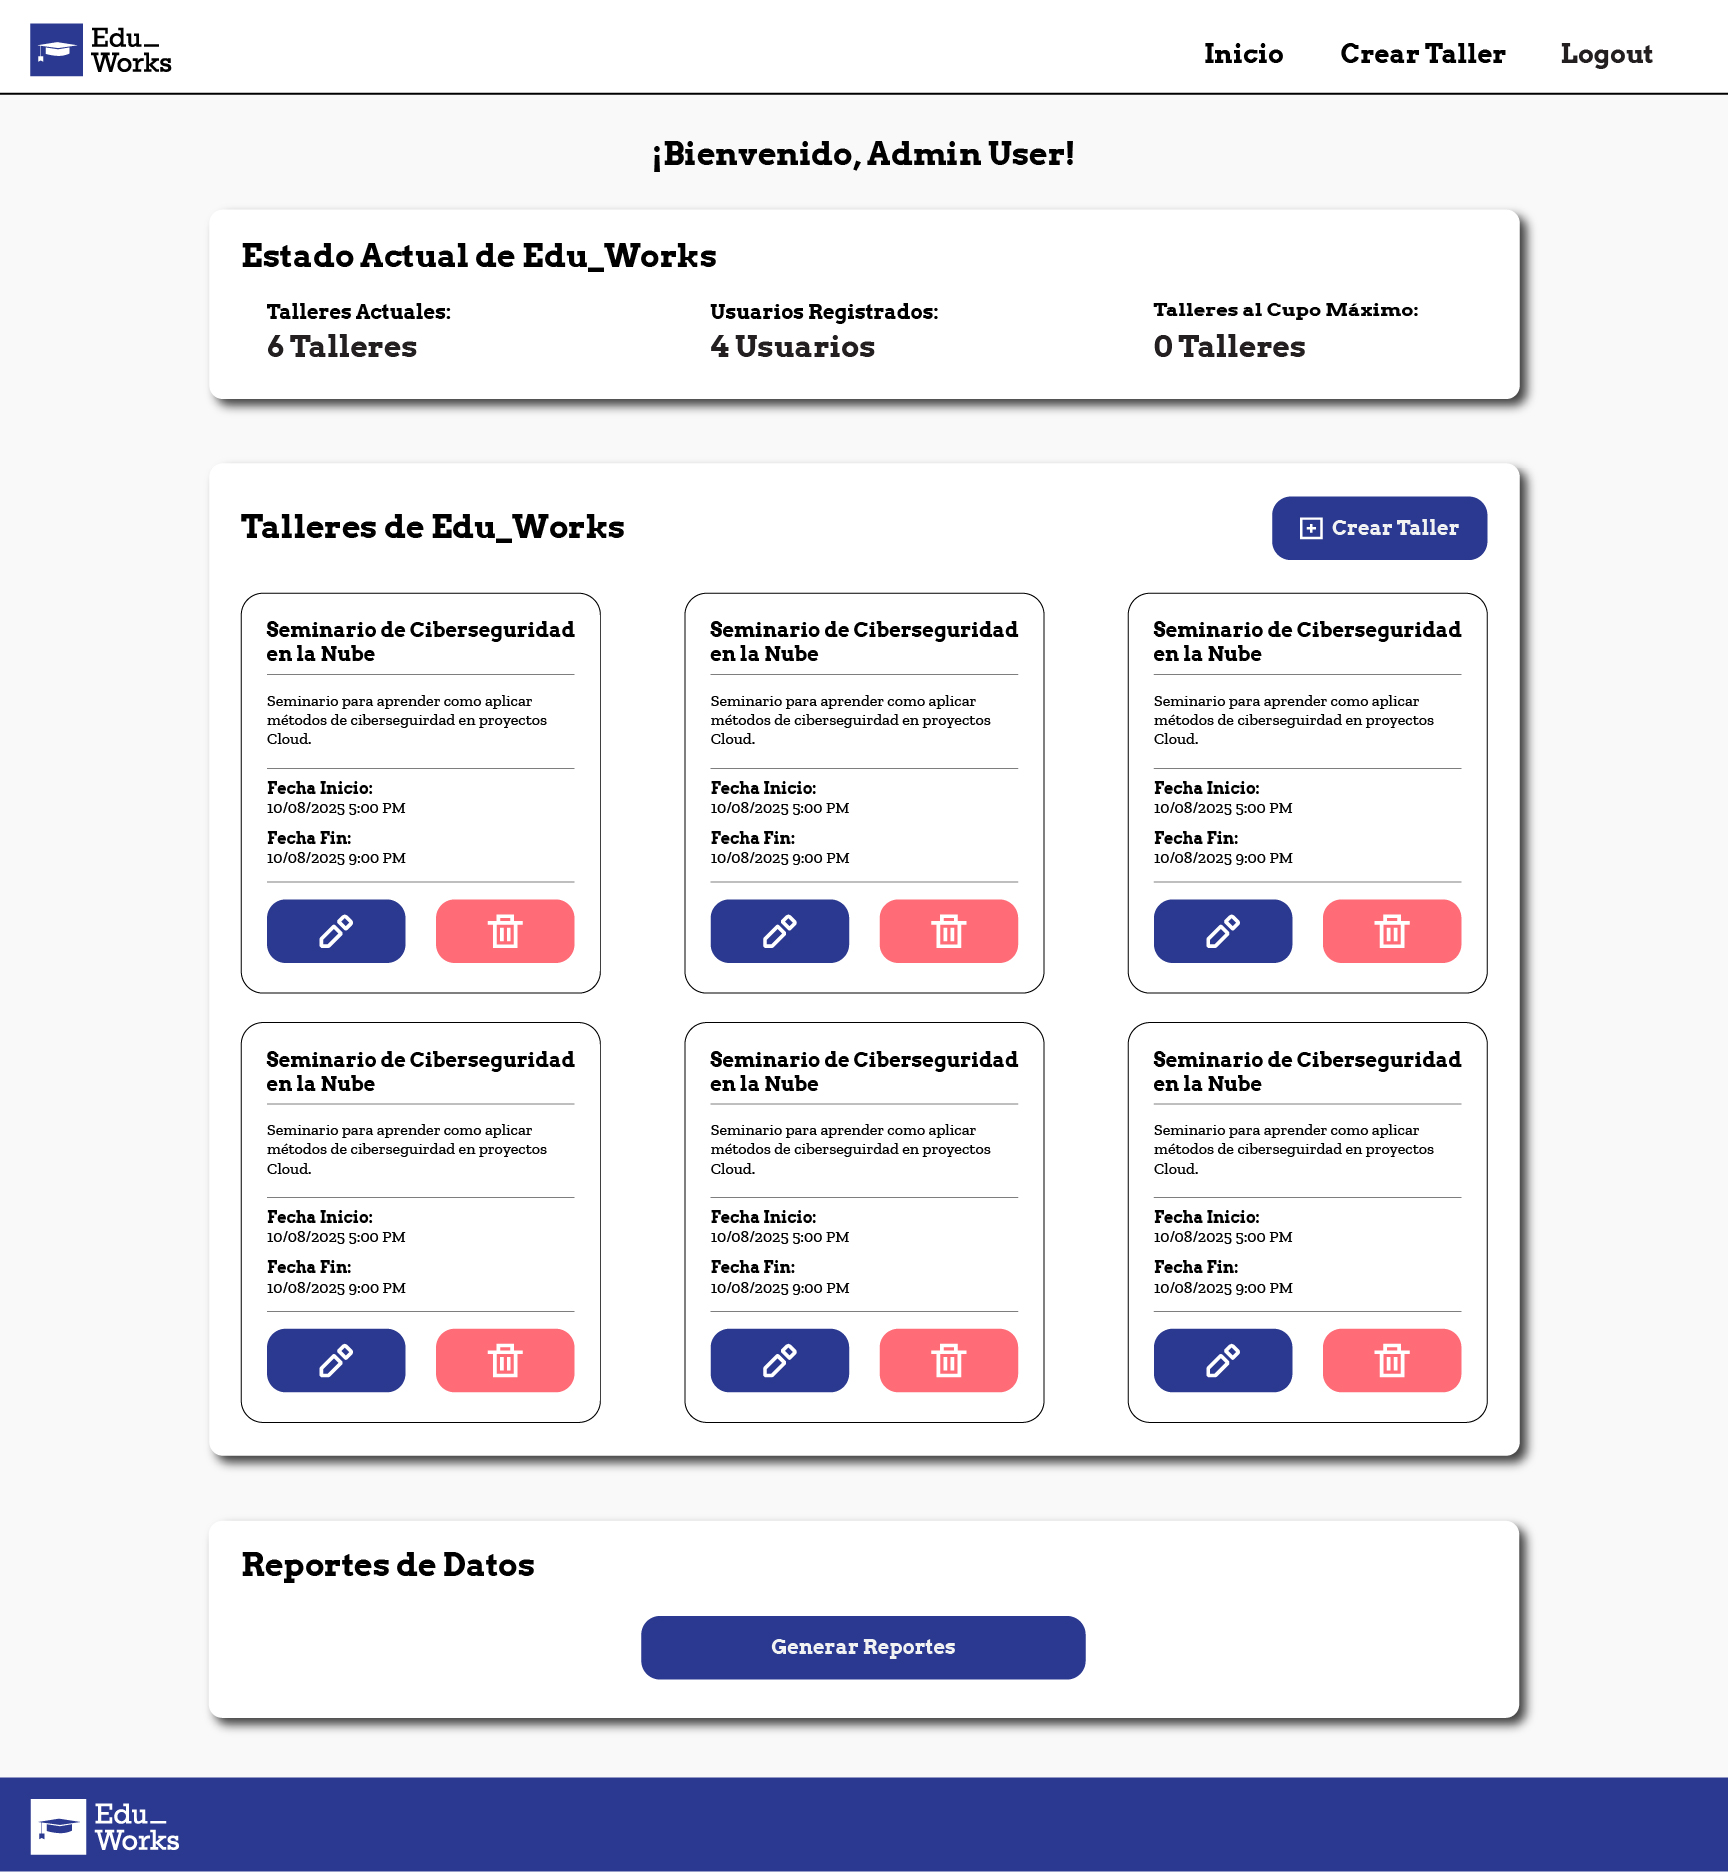 Edu_
Works
Inicio
Crear Taller
Logout
¡Bienvenido, Admin User!
Estado Actual de Edu_Works
Talleres Actuales:
6 Talleres
Usuarios Registrados:
4 Usuarios
Talleres al Cupo Máximo:
0 Talleres
Talleres de Edu_Works
Crear Taller
Seminario de Ciberseguridad
en la Nube
Seminario para aprender como aplicar
métodos de ciberseguirdad en proyectos
Cloud.
Fecha Inicio:
10/08/2025 5:00 PM
Fecha Fin:
10/08/2025 9:00 PM
Seminario de Ciberseguridad
en la Nube
Seminario para aprender como aplicar
métodos de ciberseguirdad en proyectos
Cloud.
Fecha Inicio:
10/08/2025 5:00 PM
Fecha Fin:
10/08/2025 9:00 PM
Seminario de Ciberseguridad
en la Nube
Seminario para aprender como aplicar
métodos de ciberseguirdad en proyectos
Cloud.
Fecha Inicio:
10/08/2025 5:00 PM
Fecha Fin:
10/08/2025 9:00 PM
Seminario de Ciberseguridad
en la Nube
Seminario para aprender como aplicar
métodos de ciberseguirdad en proyectos
Cloud.
Fecha Inicio:
10/08/2025 5:00 PM
Fecha Fin:
10/08/2025 9:00 PM
Seminario de Ciberseguridad
en la Nube
Seminario para aprender como aplicar
métodos de ciberseguirdad en proyectos
Cloud.
Fecha Inicio:
10/08/2025 5:00 PM
Fecha Fin:
10/08/2025 9:00 PM
Seminario de Ciberseguridad
en la Nube
Seminario para aprender como aplicar
métodos de ciberseguirdad en proyectos
Cloud.
Fecha Inicio:
10/08/2025 5:00 PM
Fecha Fin:
10/08/2025 9:00 PM
Reportes de Datos
Generar Reportes
Edu_
Works